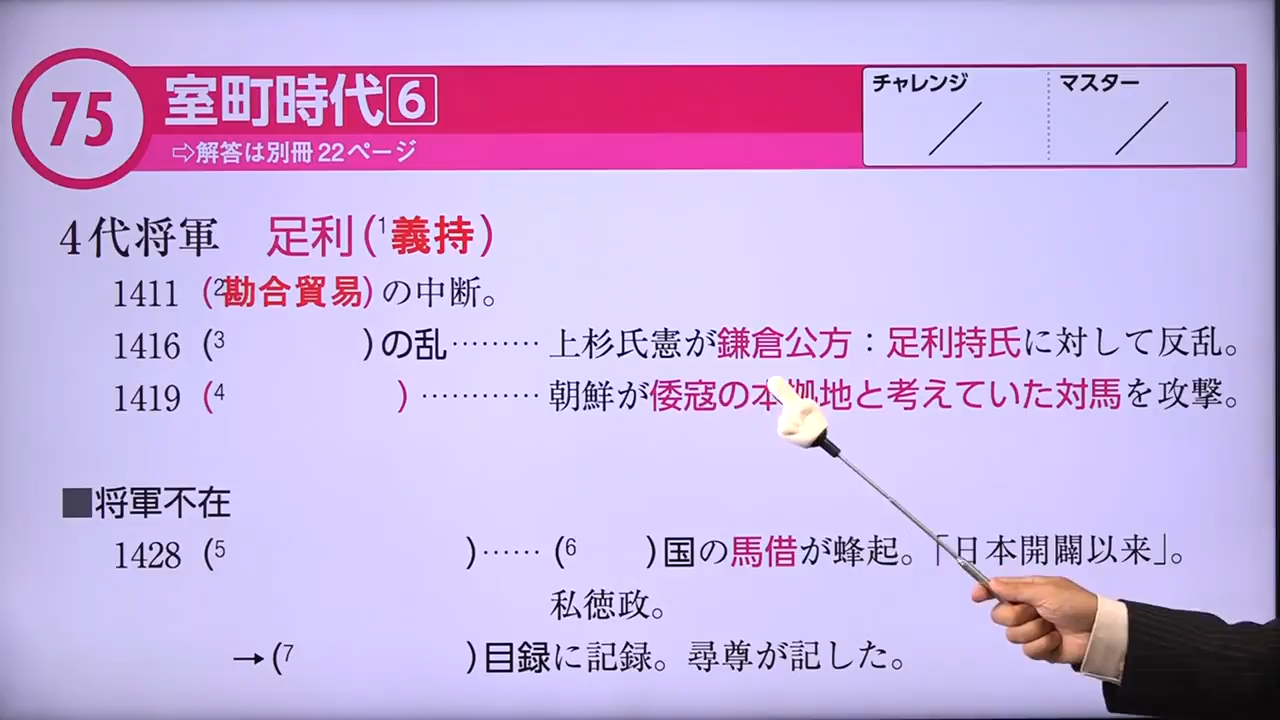 75
室町時代6
⇨解答は別冊22ページ
チャレンジ
マスター
4代将軍 足利(1義持)
1411 (2勘合貿易)の中断。
1416 (3 )の乱………上杉氏憲が鎌倉公方：足利持氏に対して反乱。
1419 (4 )…………朝鮮が倭寇の本拠地と考えていた対馬を攻撃。
■将軍不在
1428 (5 )……(6 )国の馬借が蜂起。「日本開闢以来」。
私徳政。
→(7 )目録に記録。尋尊が記した。